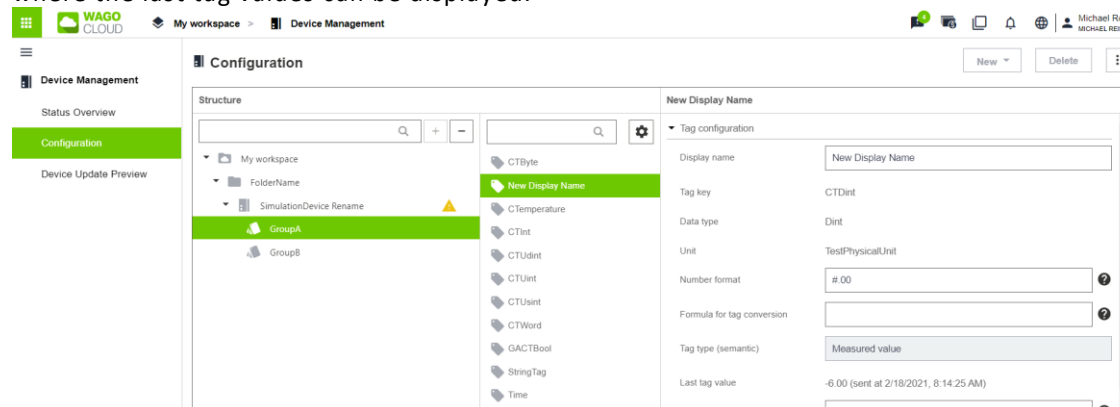 where the last tag values can be displayed.
WAGO
CLOUD
My workspace > Device Management
Michael
MICHAEL
Device Management
Status Overview
Configuration
Device Update Preview
Configuration
New
Delete
Structure
My workspace
FolderName
SimulationDevice Rename
GroupA
GroupB
CTByte
New Display Name
CTemperature
CTInt
CTUdint
CTUint
CTUsint
CTWord
GACTBool
StringTag
Time
New Display Name
Tag configuration
Display name New Display Name
Tag key CTDint
Data type Dint
Unit TestPhysicalUnit
Number format #.00
Formula for tag conversion
Tag type (semantic) Measured value
Last tag value -6.00 (sent at 2/18/2021, 8:14:25 AM)